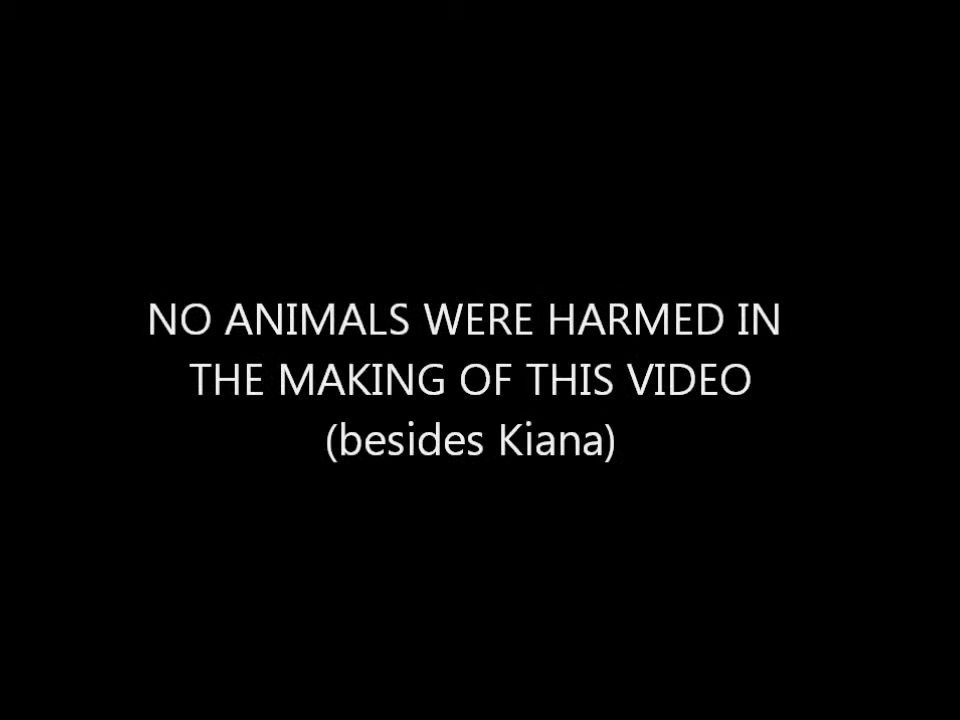 NO ANIMALS WERE HARMED IN
THE MAKING OF THIS VIDEO
(besides Kiana)